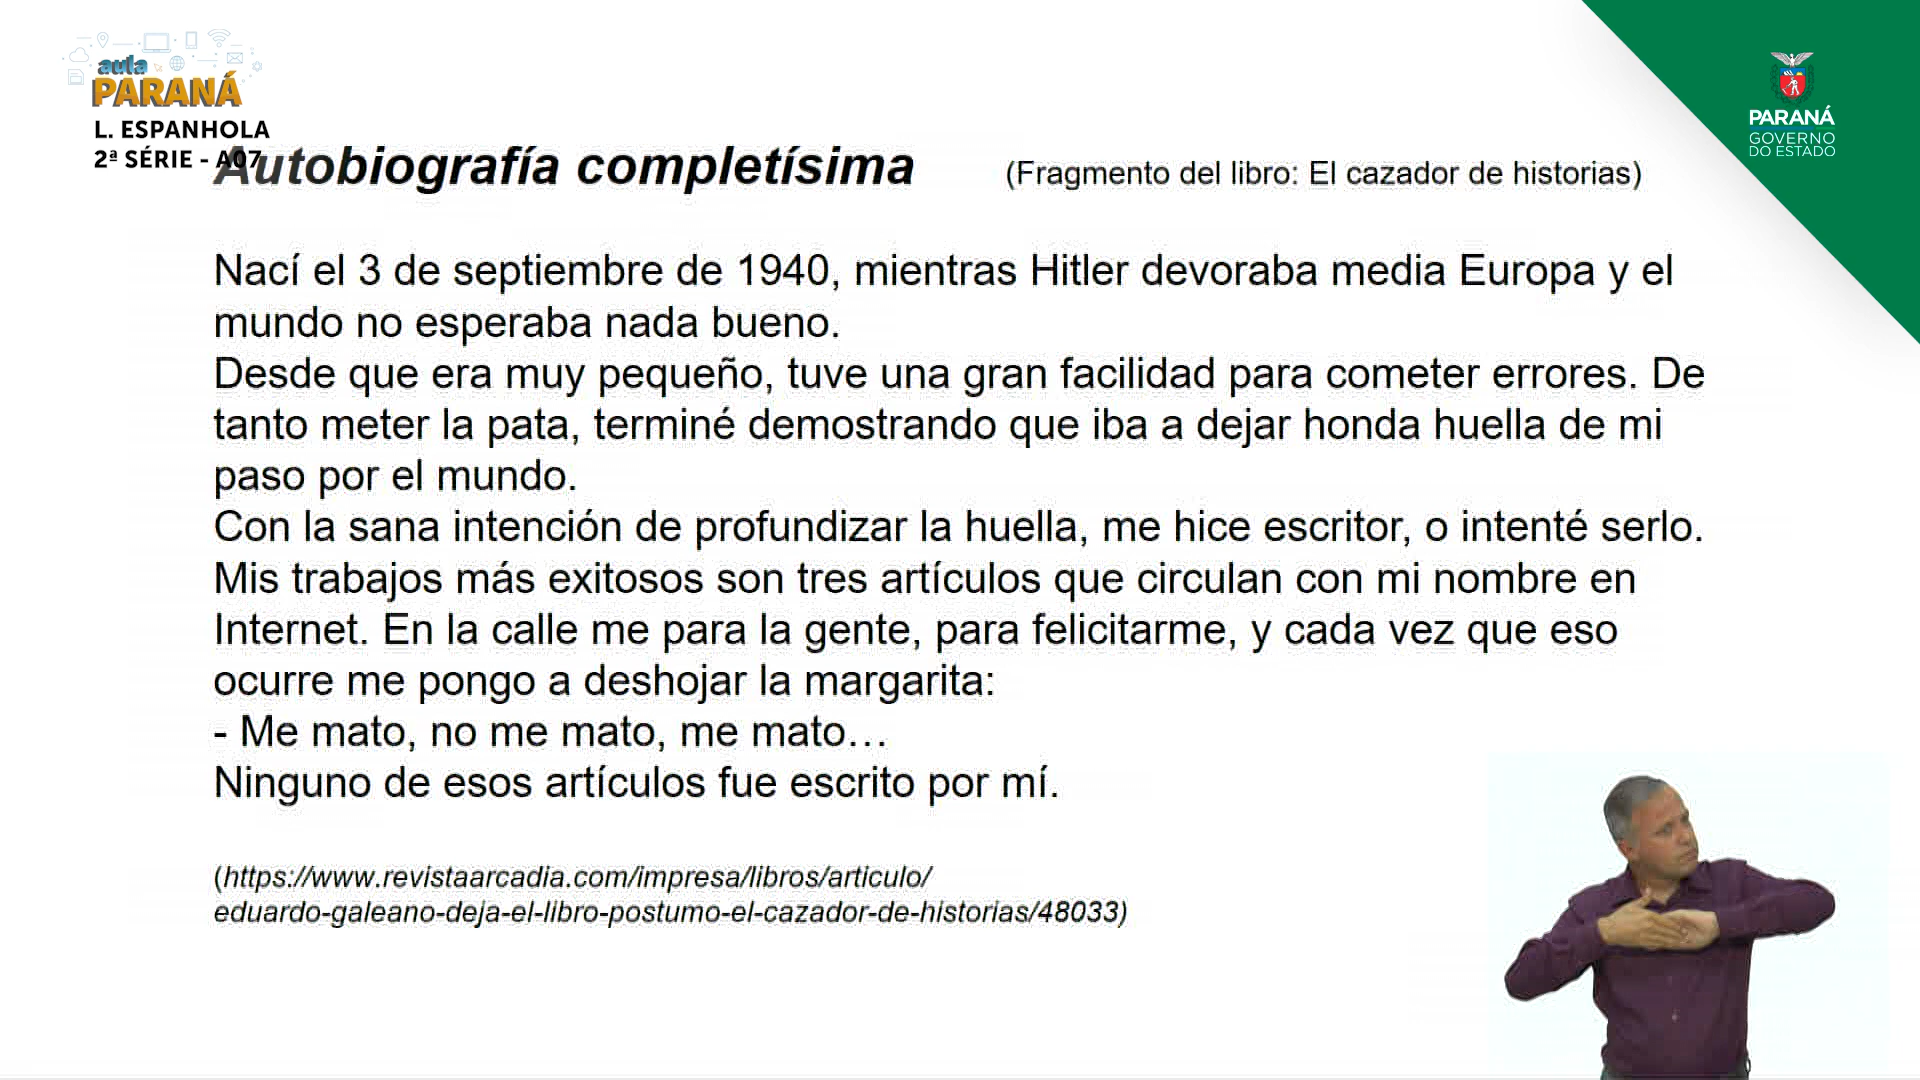 aula
PARANÁ
L. ESPANHOLA
2ª SÉRIE - A07
PARANÁ
GOVERNO
DO ESTADO
Autobiografía completísima (Fragmento del libro: El cazador de historias)
Nací el 3 de septiembre de 1940, mientras Hitler devoraba media Europa y el
mundo no esperaba nada bueno.
Desde que era muy pequeño, tuve una gran facilidad para cometer errores. De
tanto meter la pata, terminé demostrando que iba a dejar honda huella de mi
paso por el mundo.
Con la sana intención de profundizar la huella, me hice escritor, o intenté serlo.
Mis trabajos más exitosos son tres artículos que circulan con mi nombre en
Internet. En la calle me para la gente, para felicitarme, y cada vez que eso
ocurre me pongo a deshojar la margarita:
- Me mato, no me mato, me mato…
Ninguno de esos artículos fue escrito por mí.
(https://www.revistaarcadia.com/impresa/libros/articulo/
eduardo-galeano-deja-el-libro-postumo-el-cazador-de-historias/48033)